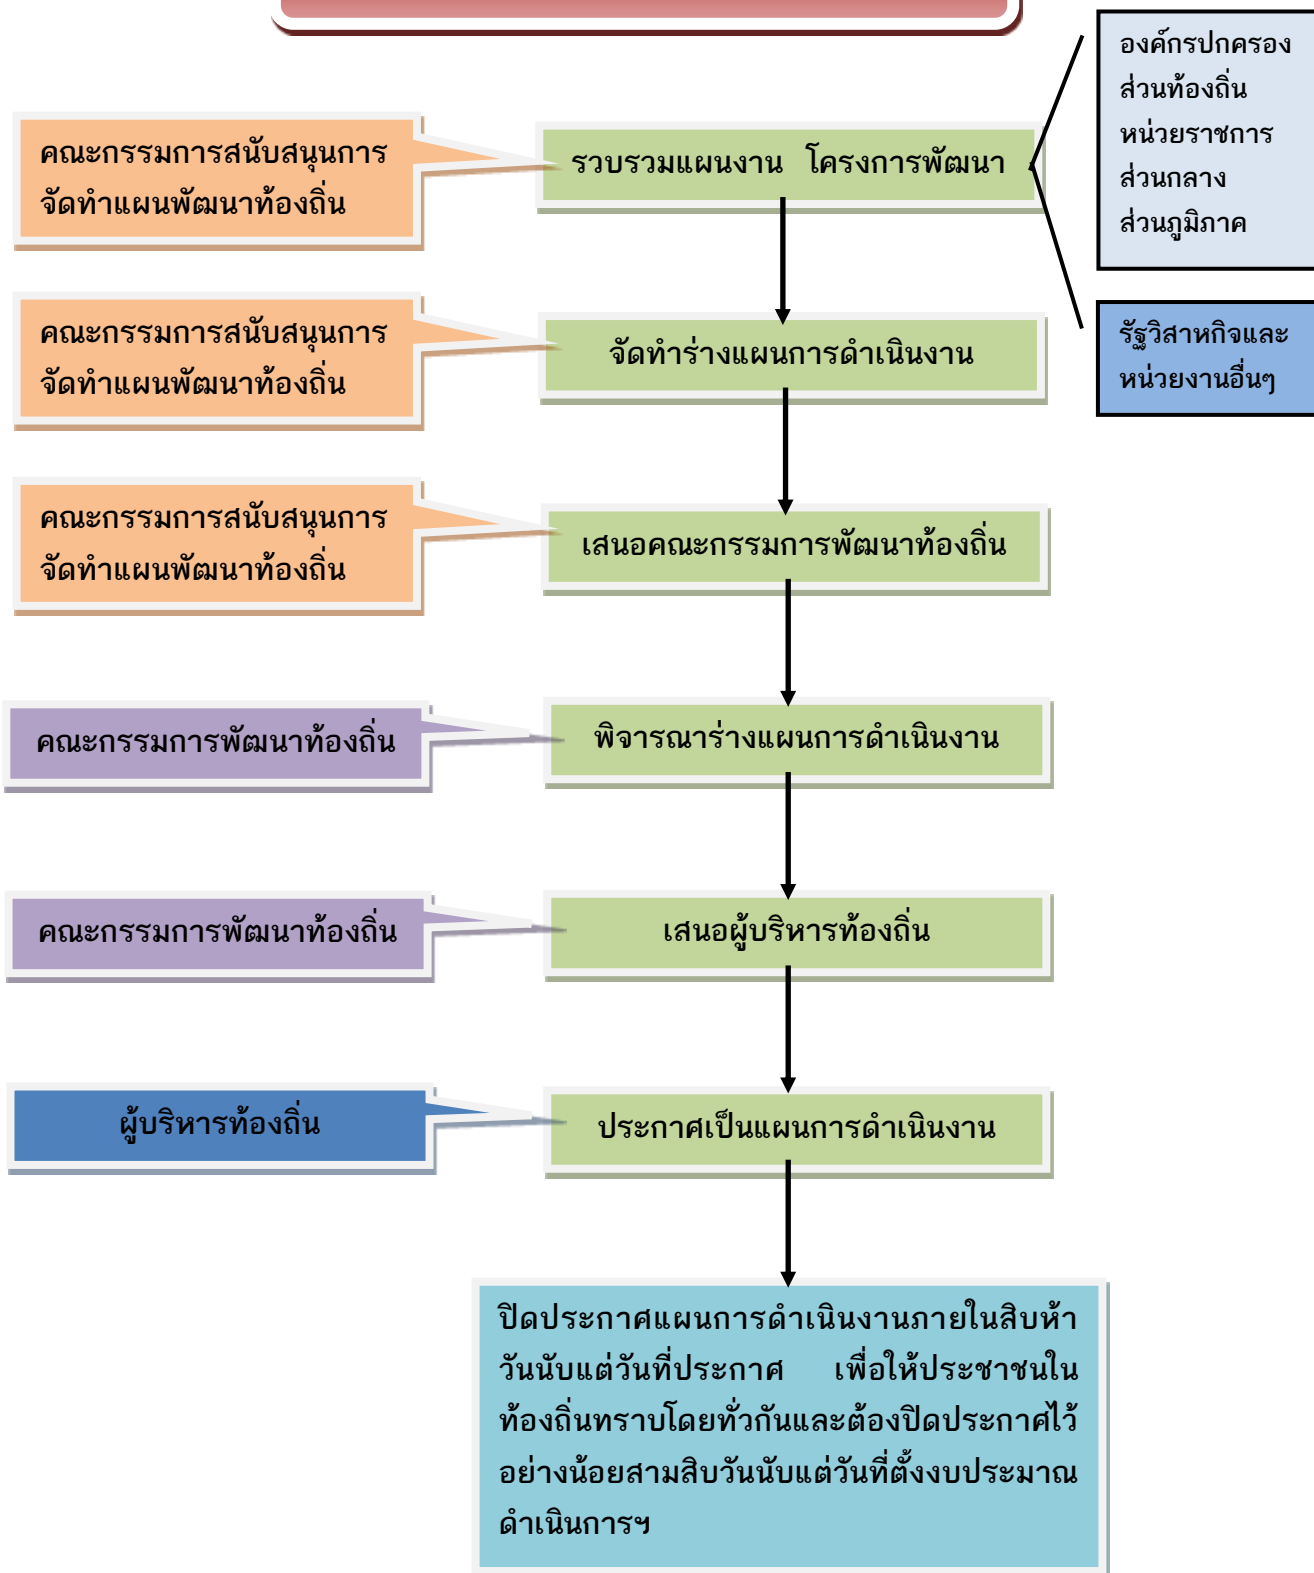 องค์กรปกครอง
ส่วนท้องถิ่น
หน่วยราชการ
ส่วนกลาง
ส่วนภูมิภาค
คณะกรรมการสนับสนุนการ
จัดทำแผนพัฒนาท้องถิ่น
รวบรวมแผนงาน โครงการพัฒนา
รัฐวิสาหกิจและ
หน่วยงานอื่นๆ
คณะกรรมการสนับสนุนการ
จัดทำแผนพัฒนาท้องถิ่น
จัดทำร่างแผนการดำเนินงาน
คณะกรรมการสนับสนุนการ
จัดทำแผนพัฒนาท้องถิ่น
เสนอคณะกรรมการพัฒนาท้องถิ่น
คณะกรรมการพัฒนาท้องถิ่น
พิจารณาร่างแผนการดำเนินงาน
คณะกรรมการพัฒนาท้องถิ่น
เสนอผู้บริหารท้องถิ่น
ผู้บริหารท้องถิ่น
ประกาศเป็นแผนการดำเนินงาน
ปิดประกาศแผนการดำเนินงานภายในสิบห้า
วันนับแต่วันที่ประกาศ เพื่อให้ประชาชนใน
ท้องถิ่นทราบโดยทั่วกันและต้องปิดประกาศไว้
อย่างน้อยสามสิบวันนับแต่วันที่ตั้งงบประมาณ
ดำเนินการฯ